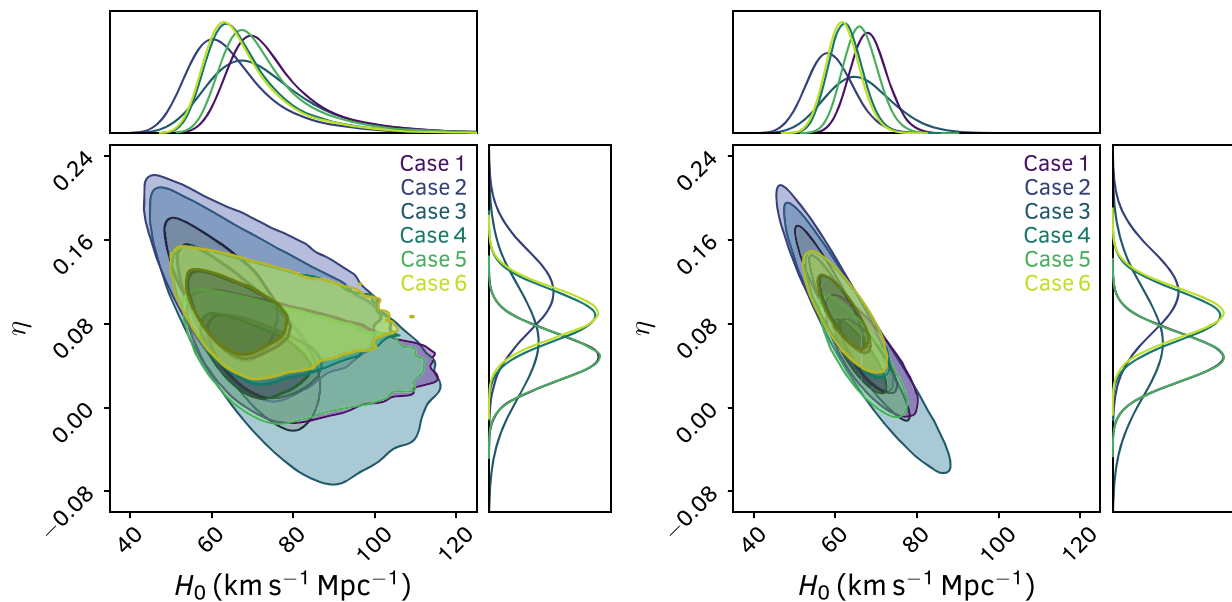 0.24
0.16
0.08
0.00
−0.08
η
Case 1
Case 2
Case 3
Case 4
Case 5
Case 6
40
60
80
100
120
H₀ (km s⁻¹ Mpc⁻¹)
0.24
0.16
0.08
0.00
−0.08
η
Case 1
Case 2
Case 3
Case 4
Case 5
Case 6
40
60
80
100
120
H₀ (km s⁻¹ Mpc⁻¹)